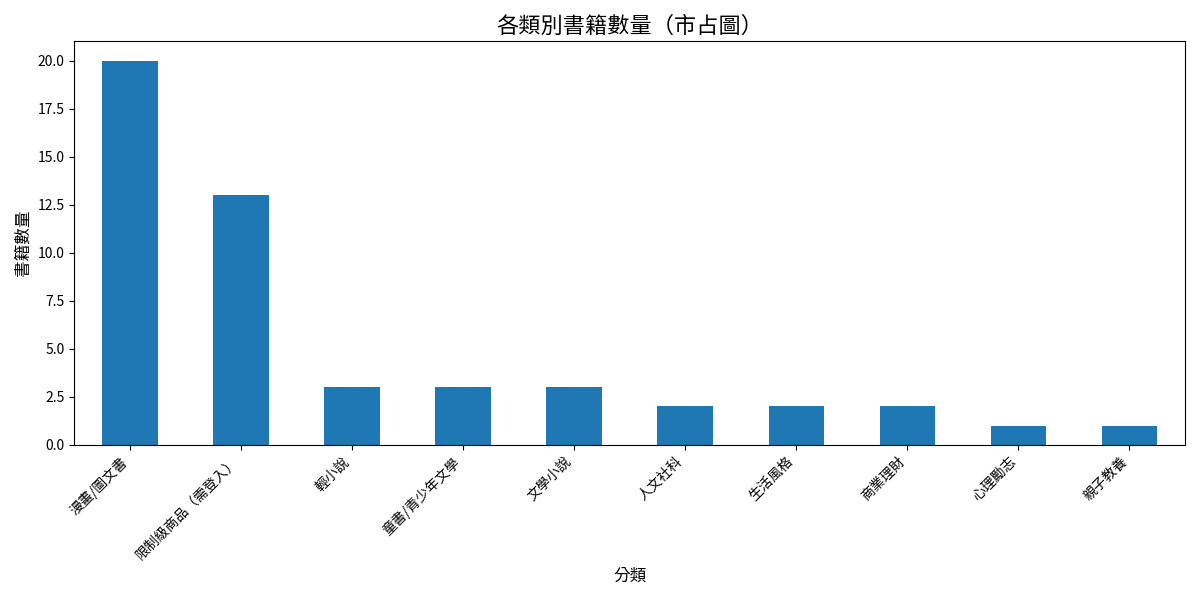 各類別書籍數量（市占圖）
書籍數量
20.0
17.5
15.0
12.5
10.0
7.5
5.0
2.5
0.0
漫畫/圖文書
限制級商品（需登入）
輕小說
童書/青少年文學
文學小說
人文社科
生活風格
商業理財
心理勵志
親子教養
分類